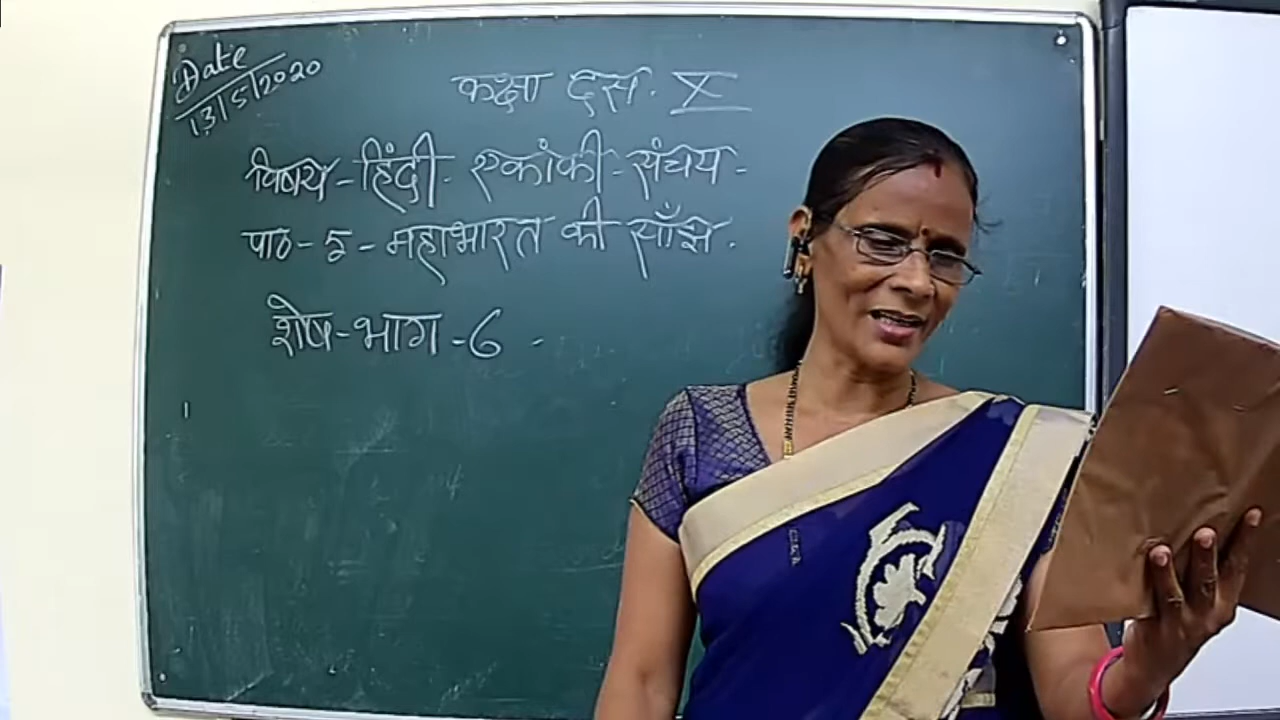 Date
13/5/2020
कक्षा दस. X
विषय - हिंदी - एकांकी - संचय -
पाठ - 5 - महाभारत की साँझ .
शेष - भाग - 6 -